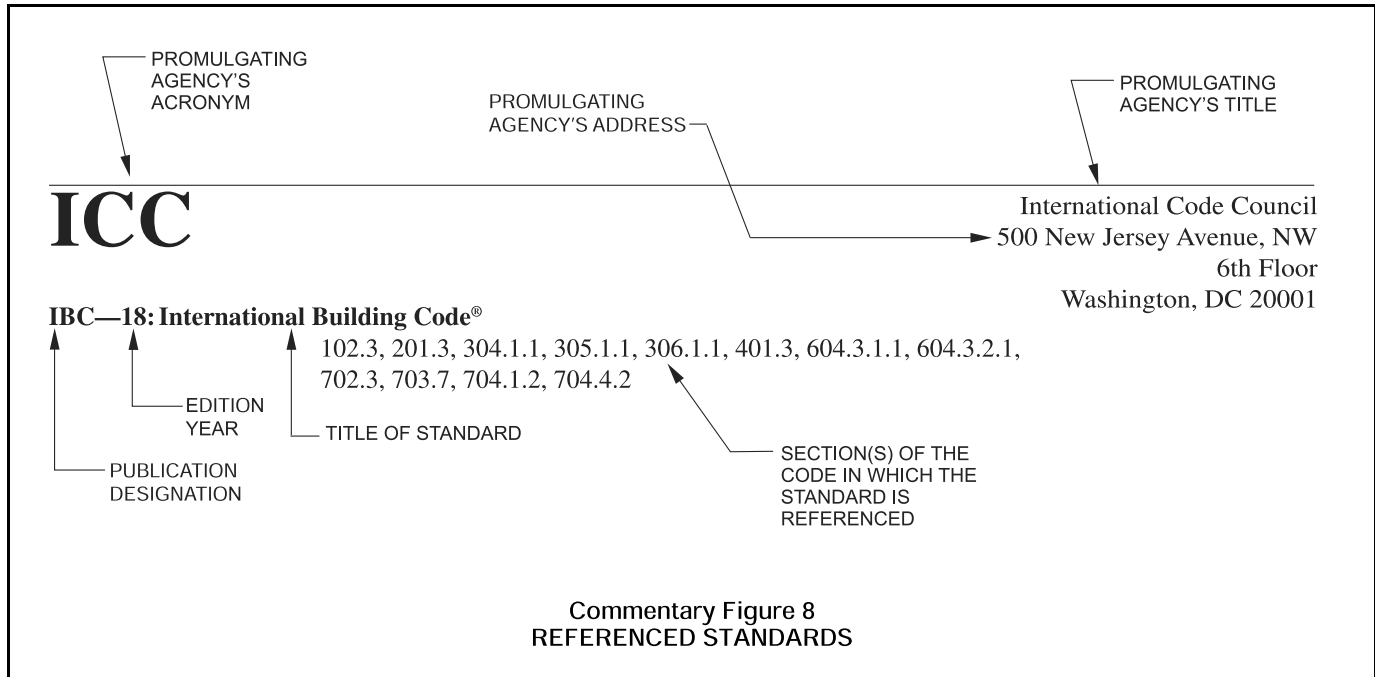 PROMULGATING
AGENCY'S
ACRONYM
PROMULGATING
AGENCY'S ADDRESS
PROMULGATING
AGENCY'S TITLE
ICC
International Code Council
500 New Jersey Avenue, NW
6th Floor
Washington, DC 20001
IBC—18: International Building Code®
102.3, 201.3, 304.1.1, 305.1.1, 306.1.1, 401.3, 604.3.1.1, 604.3.2.1,
702.3, 703.7, 704.1.2, 704.4.2
EDITION
YEAR
TITLE OF STANDARD
PUBLICATION
DESIGNATION
SECTION(S) OF THE
CODE IN WHICH THE
STANDARD IS
REFERENCED
Commentary Figure 8
REFERENCED STANDARDS